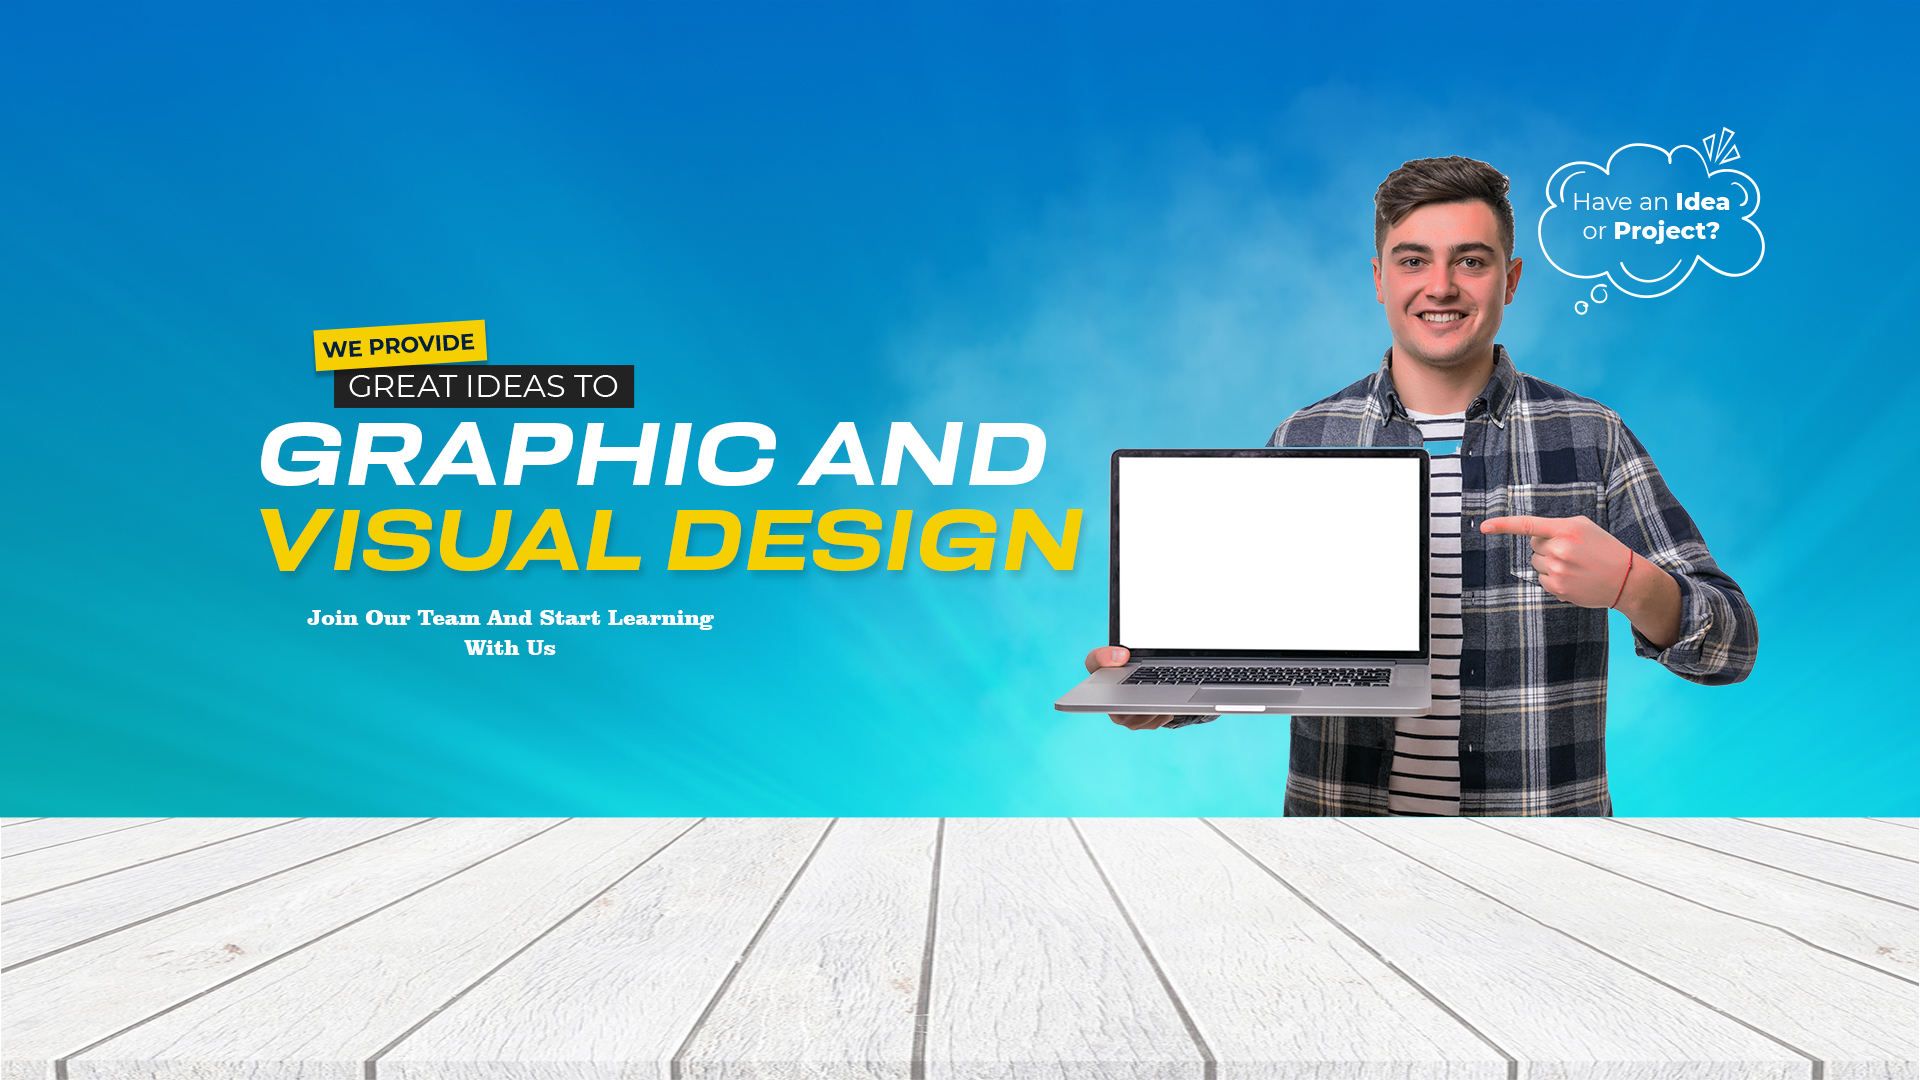 WE PROVIDE
GREAT IDEAS TO
GRAPHIC AND
VISUAL DESIGN
Join Our Team And Start Learning
With Us
Have an Idea
or Project?